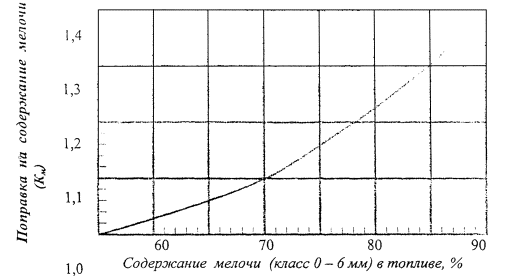 Поправка на содержание мелочи
(Км)
1,4
1,3
1,2
1,1
1,0
60 70 80 90
Содержание мелочи (класс 0 – 6 мм) в топливе, %